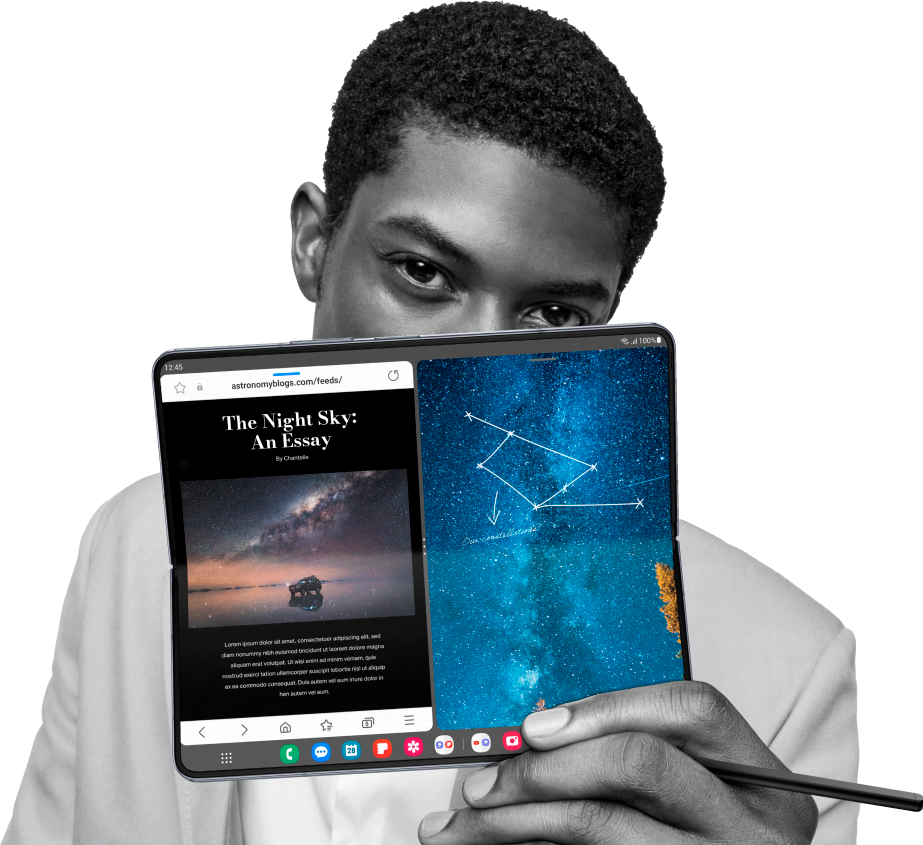 12:45
100%
astronomyblogs.com/feeds/
The Night Sky:
An Essay
By Chantelle
Our constellations!
Lorem ipsum dolor sit amet, consectetuer adipiscing elit, sed
diam nonummy nibh euismod tincidunt ut laoreet dolore magna
aliquam erat volutpat. Ut wisi enim ad minim veniam, quis
nostrud exerci tation ullamcorper suscipit lobortis nisl ut aliquip
ex ea commodo consequat. Duis autem vel eum iriure dolor in
hen autem vel eum.
5
28